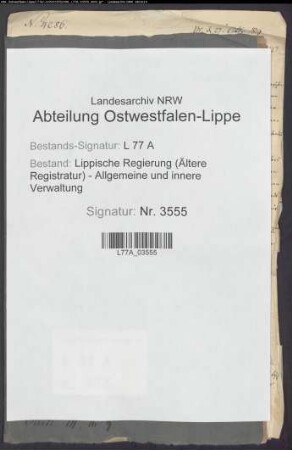 Landesarchiv NRW
Abteilung Ostwestfalen-Lippe
Bestands-Signatur: L 77 A
Bestand: Lippische Regierung (Ältere
Registratur) - Allgemeine und innere
Verwaltung
Signatur: Nr. 3555
L77A_03555